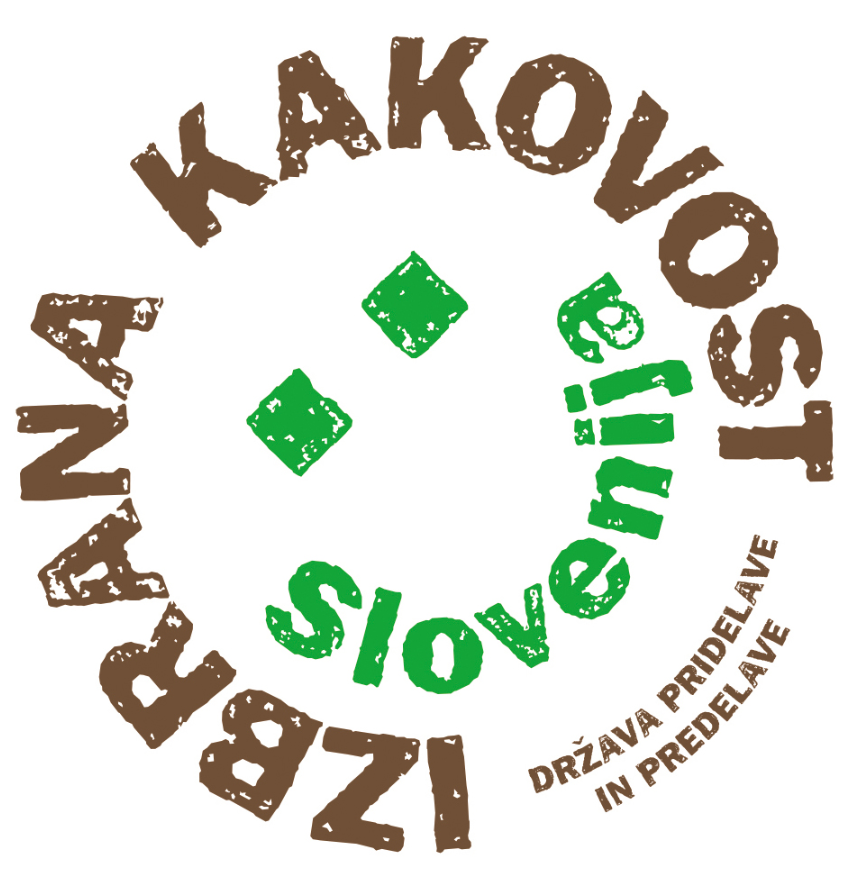 IZBRANA KAKOVOST
Slovenija
DRŽAVA PRIDELAVE
IN PREDELAVE